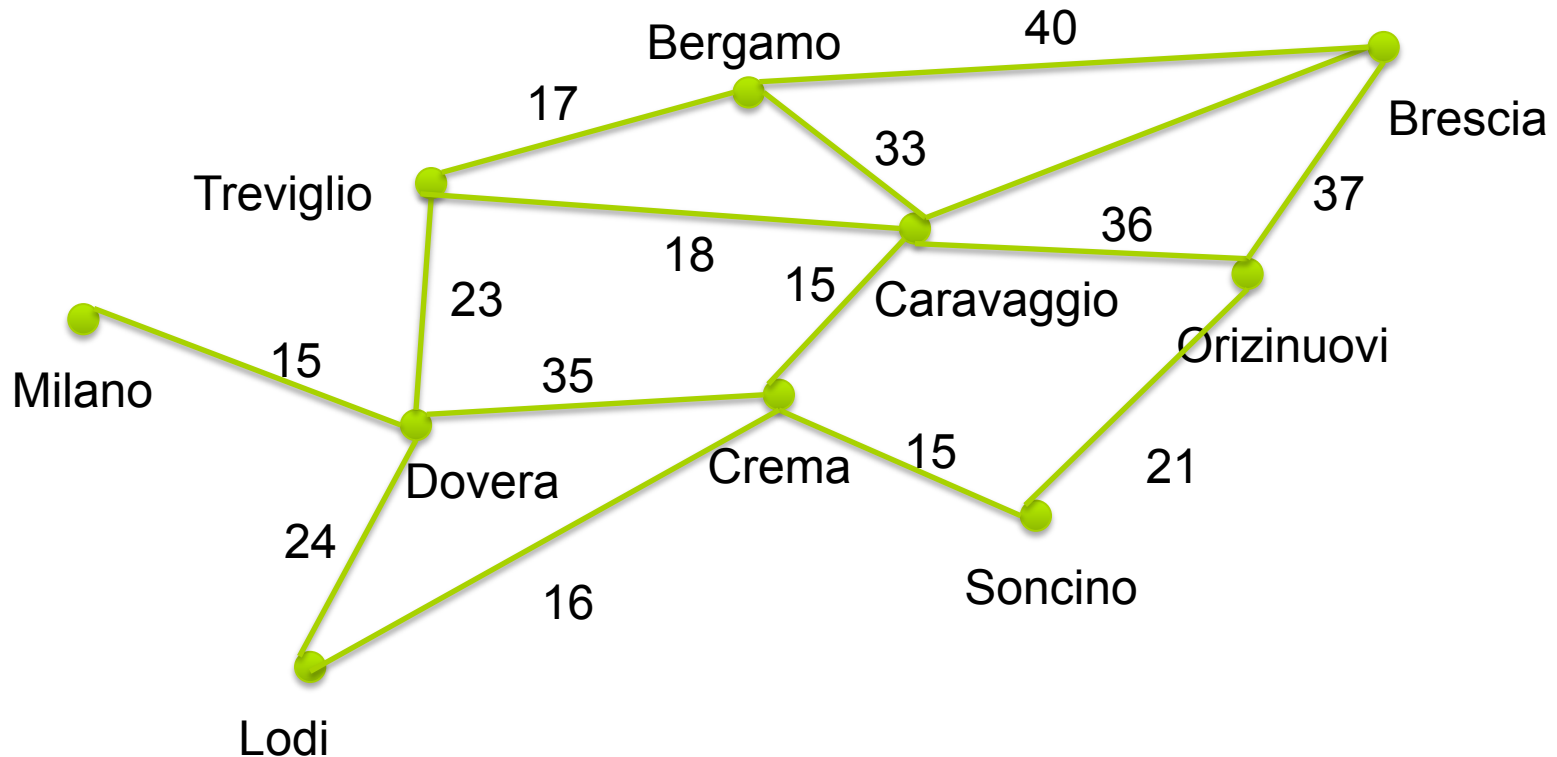 40
Bergamo
17
Brescia
33
Treviglio
37
36
18
15
Caravaggio
23
Orizinuovi
15
35
Milano
15
Crema
Dovera
21
24
Soncino
16
Lodi